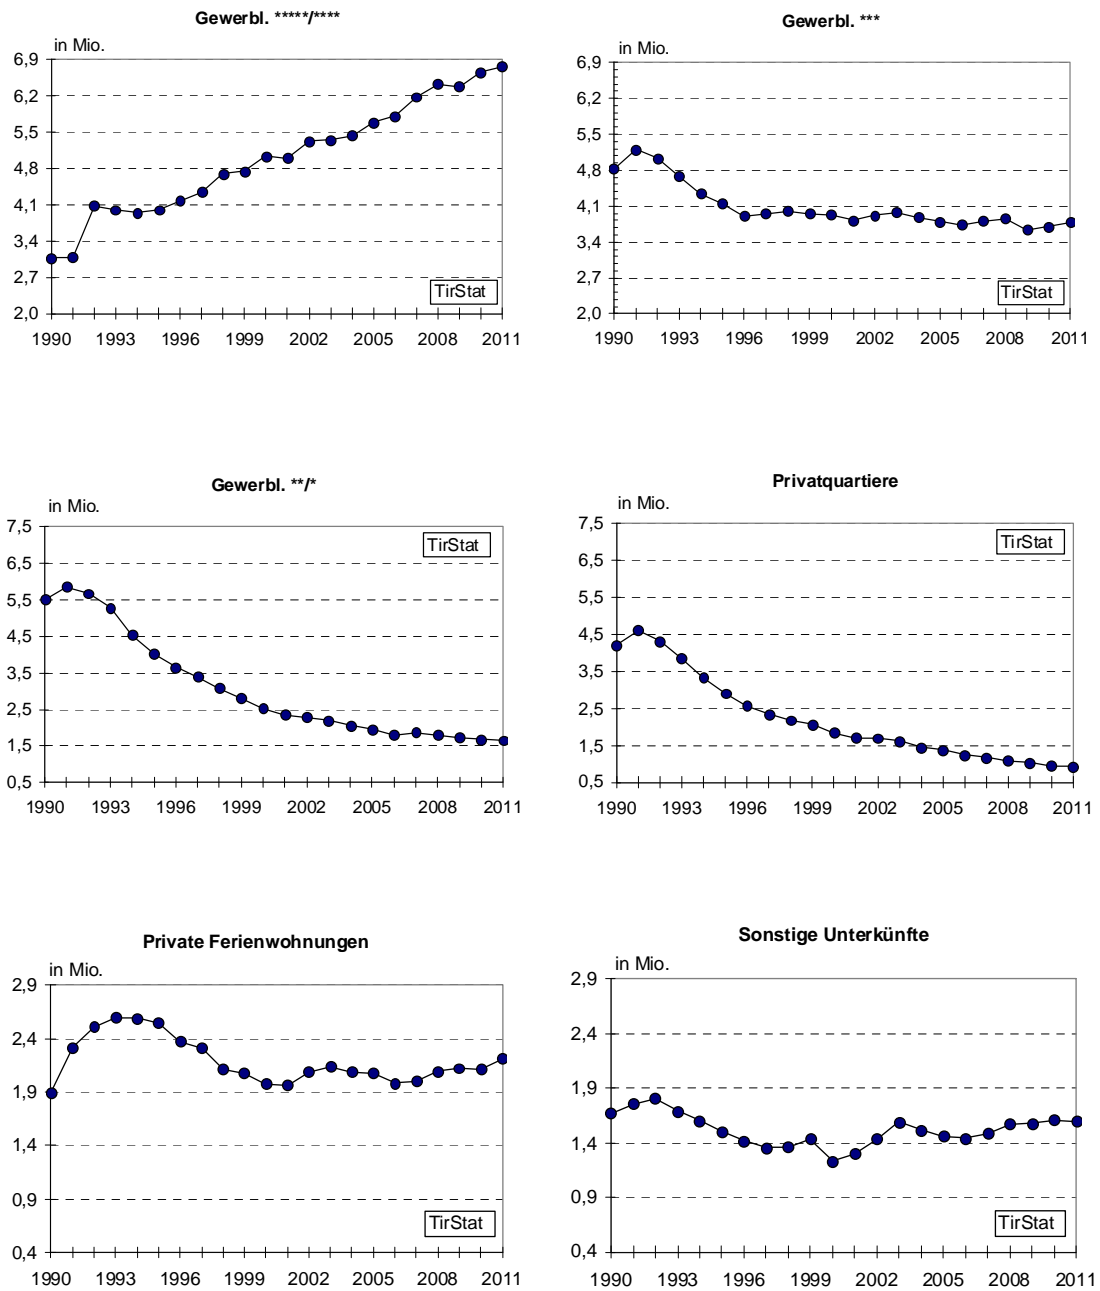 Gewerbl. *****/****
in Mio.
6,9
6,2
5,5
4,8
4,1
3,4
2,7
2,0
TirStat
1990 1993 1996 1999 2002 2005 2008 2011
Gewerbl. ***
in Mio.
6,9
6,2
5,5
4,8
4,1
3,4
2,7
2,0
TirStat
1990 1993 1996 1999 2002 2005 2008 2011
Gewerbl. **/*
in Mio.
7,5
6,5
5,5
4,5
3,5
2,5
1,5
0,5
TirStat
1990 1993 1996 1999 2002 2005 2008 2011
Privatquartiere
in Mio.
7,5
6,5
5,5
4,5
3,5
2,5
1,5
0,5
TirStat
1990 1993 1996 1999 2002 2005 2008 2011
Private Ferienwohnungen
in Mio.
2,9
2,4
1,9
1,4
0,9
0,4
TirStat
1990 1993 1996 1999 2002 2005 2008 2011
Sonstige Unterkünfte
in Mio.
2,9
2,4
1,9
1,4
0,9
0,4
TirStat
1990 1993 1996 1999 2002 2005 2008 2011